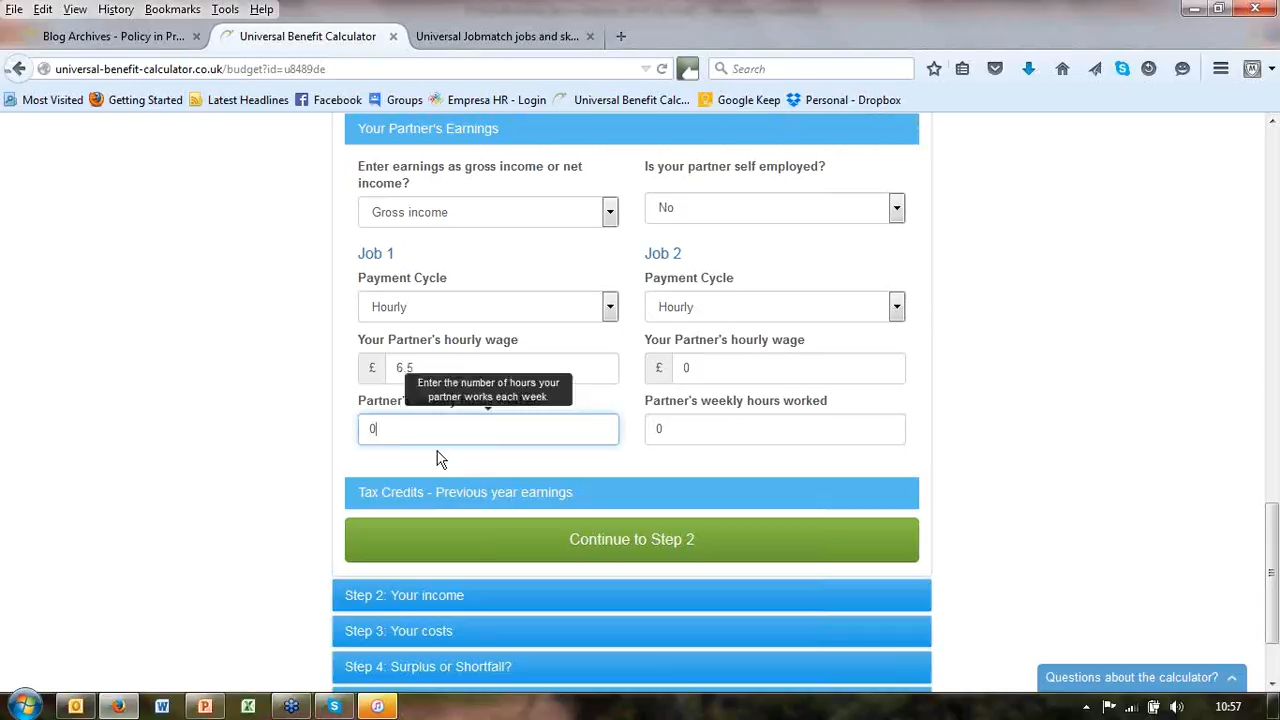 File Edit View History Bookmarks Tools Help
Blog Archives - Policy in Pr... × Universal Benefit Calculator × Universal Jobmatch jobs and sk... × +
universal-benefit-calculator.co.uk/budget?id=u8489de Search
Most Visited Getting Started Latest Headlines Facebook Groups Empresa HR - Login Universal Benefit Calc... Google Keep Personal - Dropbox
Your Partner's Earnings
Enter earnings as gross income or net income?
Is your partner self employed?
Gross income
No
Job 1
Job 2
Payment Cycle
Payment Cycle
Hourly
Hourly
Your Partner's hourly wage
Your Partner's hourly wage
£ 6.5
£ 0
Enter the number of hours your
partner works each week
Partner's
Partner's weekly hours worked
0
0
Tax Credits - Previous year earnings
Continue to Step 2
Step 2: Your income
Step 3: Your costs
Step 4: Surplus or Shortfall?
Questions about the calculator?
10:57